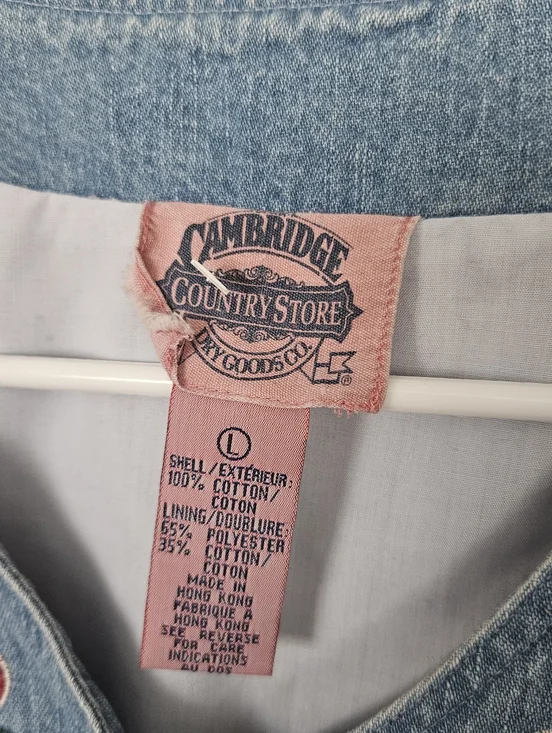 CAMBRIDGE
COUNTRY STORE
DRY GOODS CO.
®
L
SHELL/EXTÉRIEUR:
100% COTTON/
COTON
LINING/DOUBLURE:
65% POLYESTER
35% COTTON/
COTON
MADE IN
HONG KONG
FABRIQUÉ À
HONG KONG
SEE REVERSE
FOR CARE
INDICATIONS
AU DOS